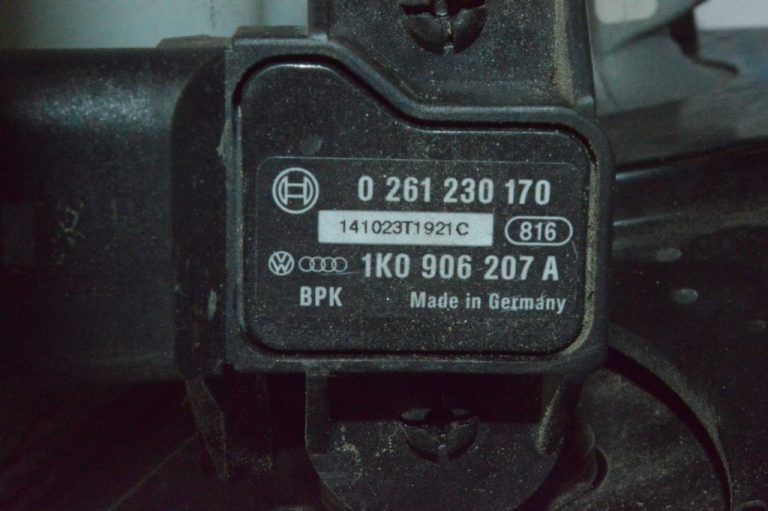 0 261 230 170
141023T1921C 816
1K0 906 207 A
BPK Made in Germany